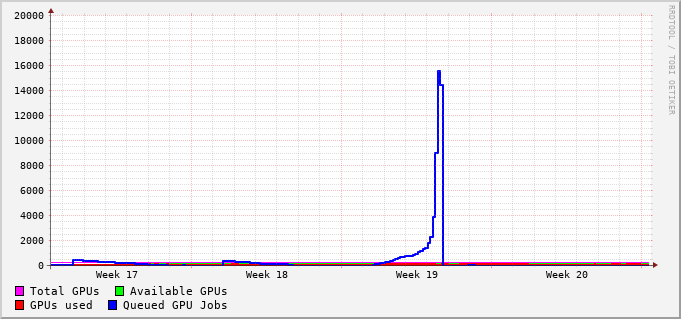 RRDTOOL / TOBI OETIKER
20000
18000
16000
14000
12000
10000
8000
6000
4000
2000
0
Week 17 Week 18 Week 19 Week 20
Total GPUs Available GPUs
GPUs used Queued GPU Jobs